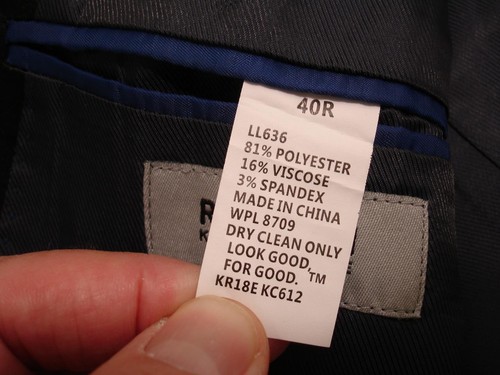 40R
LL636
81% POLYESTER
16% VISCOSE
3% SPANDEX
MADE IN CHINA
WPL 8709
DRY CLEAN ONLY
LOOK GOOD,
FOR GOOD.™
KR18E KC612